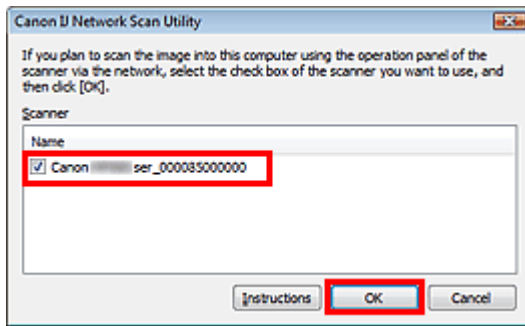 Canon IJ Network Scan Utility
If you plan to scan the image into this computer using the operation panel of the
scanner via the network, select the check box of the scanner you want to use, and
then click [OK].
Scanner
Name
Canon ser_000085000000
Instructions OK Cancel